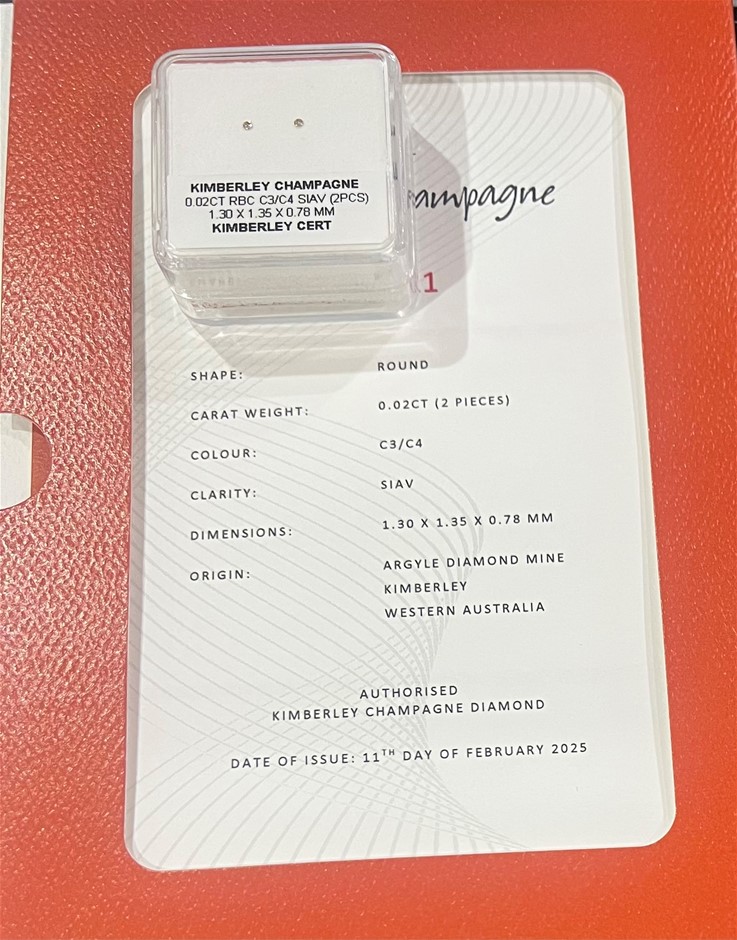 KIMBERLEY CHAMPAGNE
0.02CT RBC C3/C4 SIAV (2PCS)
1.30 X 1.35 X 0.78 MM
KIMBERLEY CERT
ampagne
1
SHAPE: ROUND
CARAT WEIGHT: 0.02CT (2 PIECES)
COLOUR: C3/C4
CLARITY: SIAV
DIMENSIONS: 1.30 X 1.35 X 0.78 MM
ORIGIN: ARGYLE DIAMOND MINE
KIMBERLEY
WESTERN AUSTRALIA
AUTHORISED
KIMBERLEY CHAMPAGNE DIAMOND
DATE OF ISSUE: 11TH DAY OF FEBRUARY 2025